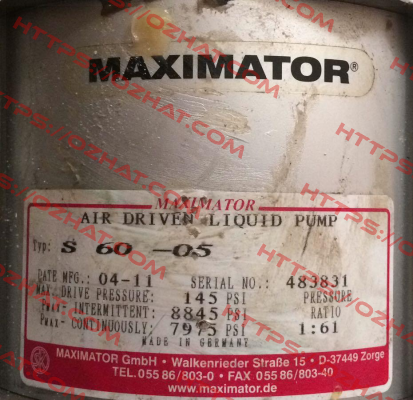 MAXIMATOR®
MAXIMATOR
AIR DRIVEN LIQUID PUMP
Typ: S 60 -05
DATE MFG.: 04-11 SERIAL NO.: 483831
MAX. DRIVE PRESSURE: 145 PSI PRESSURE
PMAX- INTERMITTENT: 8845 PSI RATIO
PMAX- CONTINUOUSLY: 7975 PSI 1:61
MADE IN GERMANY
MAXIMATOR GmbH • Walkenrieder Straße 15 • D-37449 Zorge
TEL. 055 86/803-0 • FAX 055 86/803-40
www.maximator.de
HTTPS://OZHAT.COM